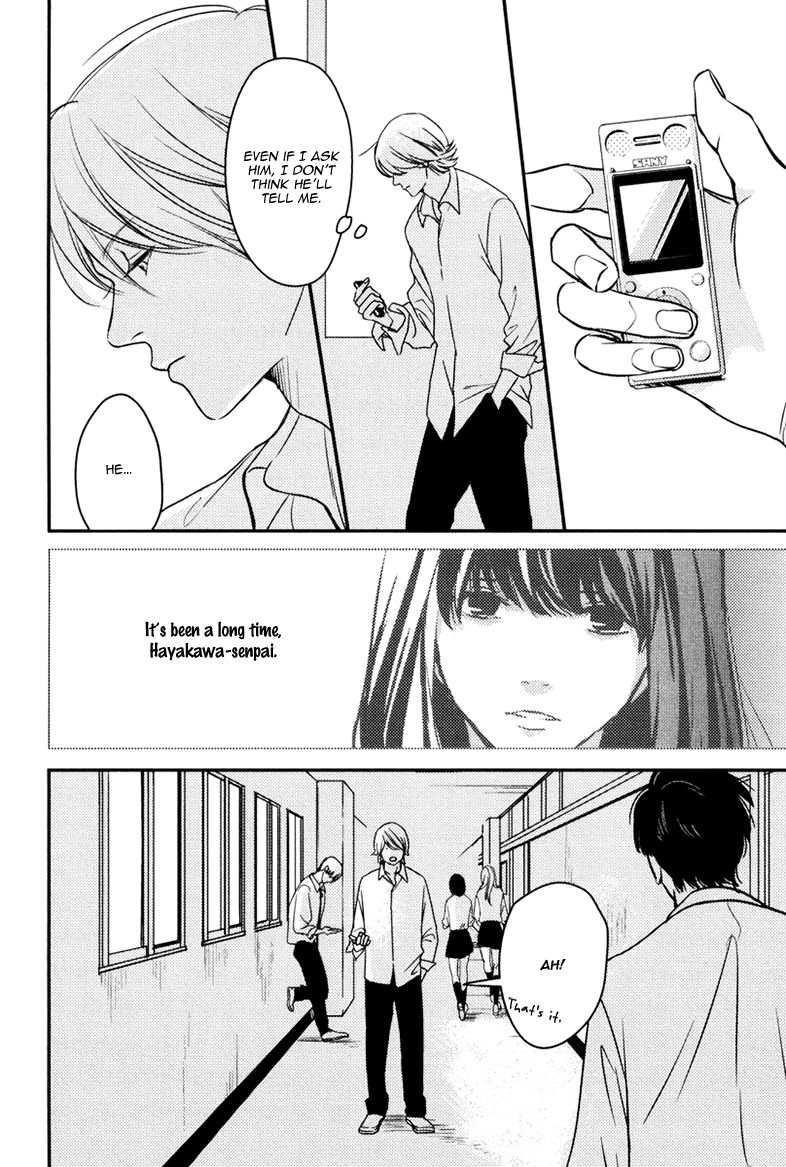 SANY
EVEN IF I ASK
HIM, I DON'T
THINK HE'LL
TELL ME.
HE...
It's been a long time,
Hayakawa-senpai.
AH!
That's it.